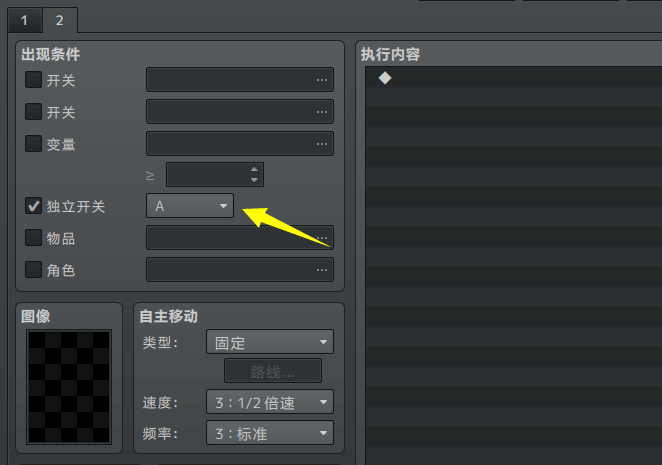 1 2
出现条件
开关 ...
开关 ...
变量 ...
≥
独立开关 A
物品 ...
角色 ...
图像
自主移动
类型: 固定
路线...
速度: 3：1/2 倍速
频率: 3：标准
执行内容
◆